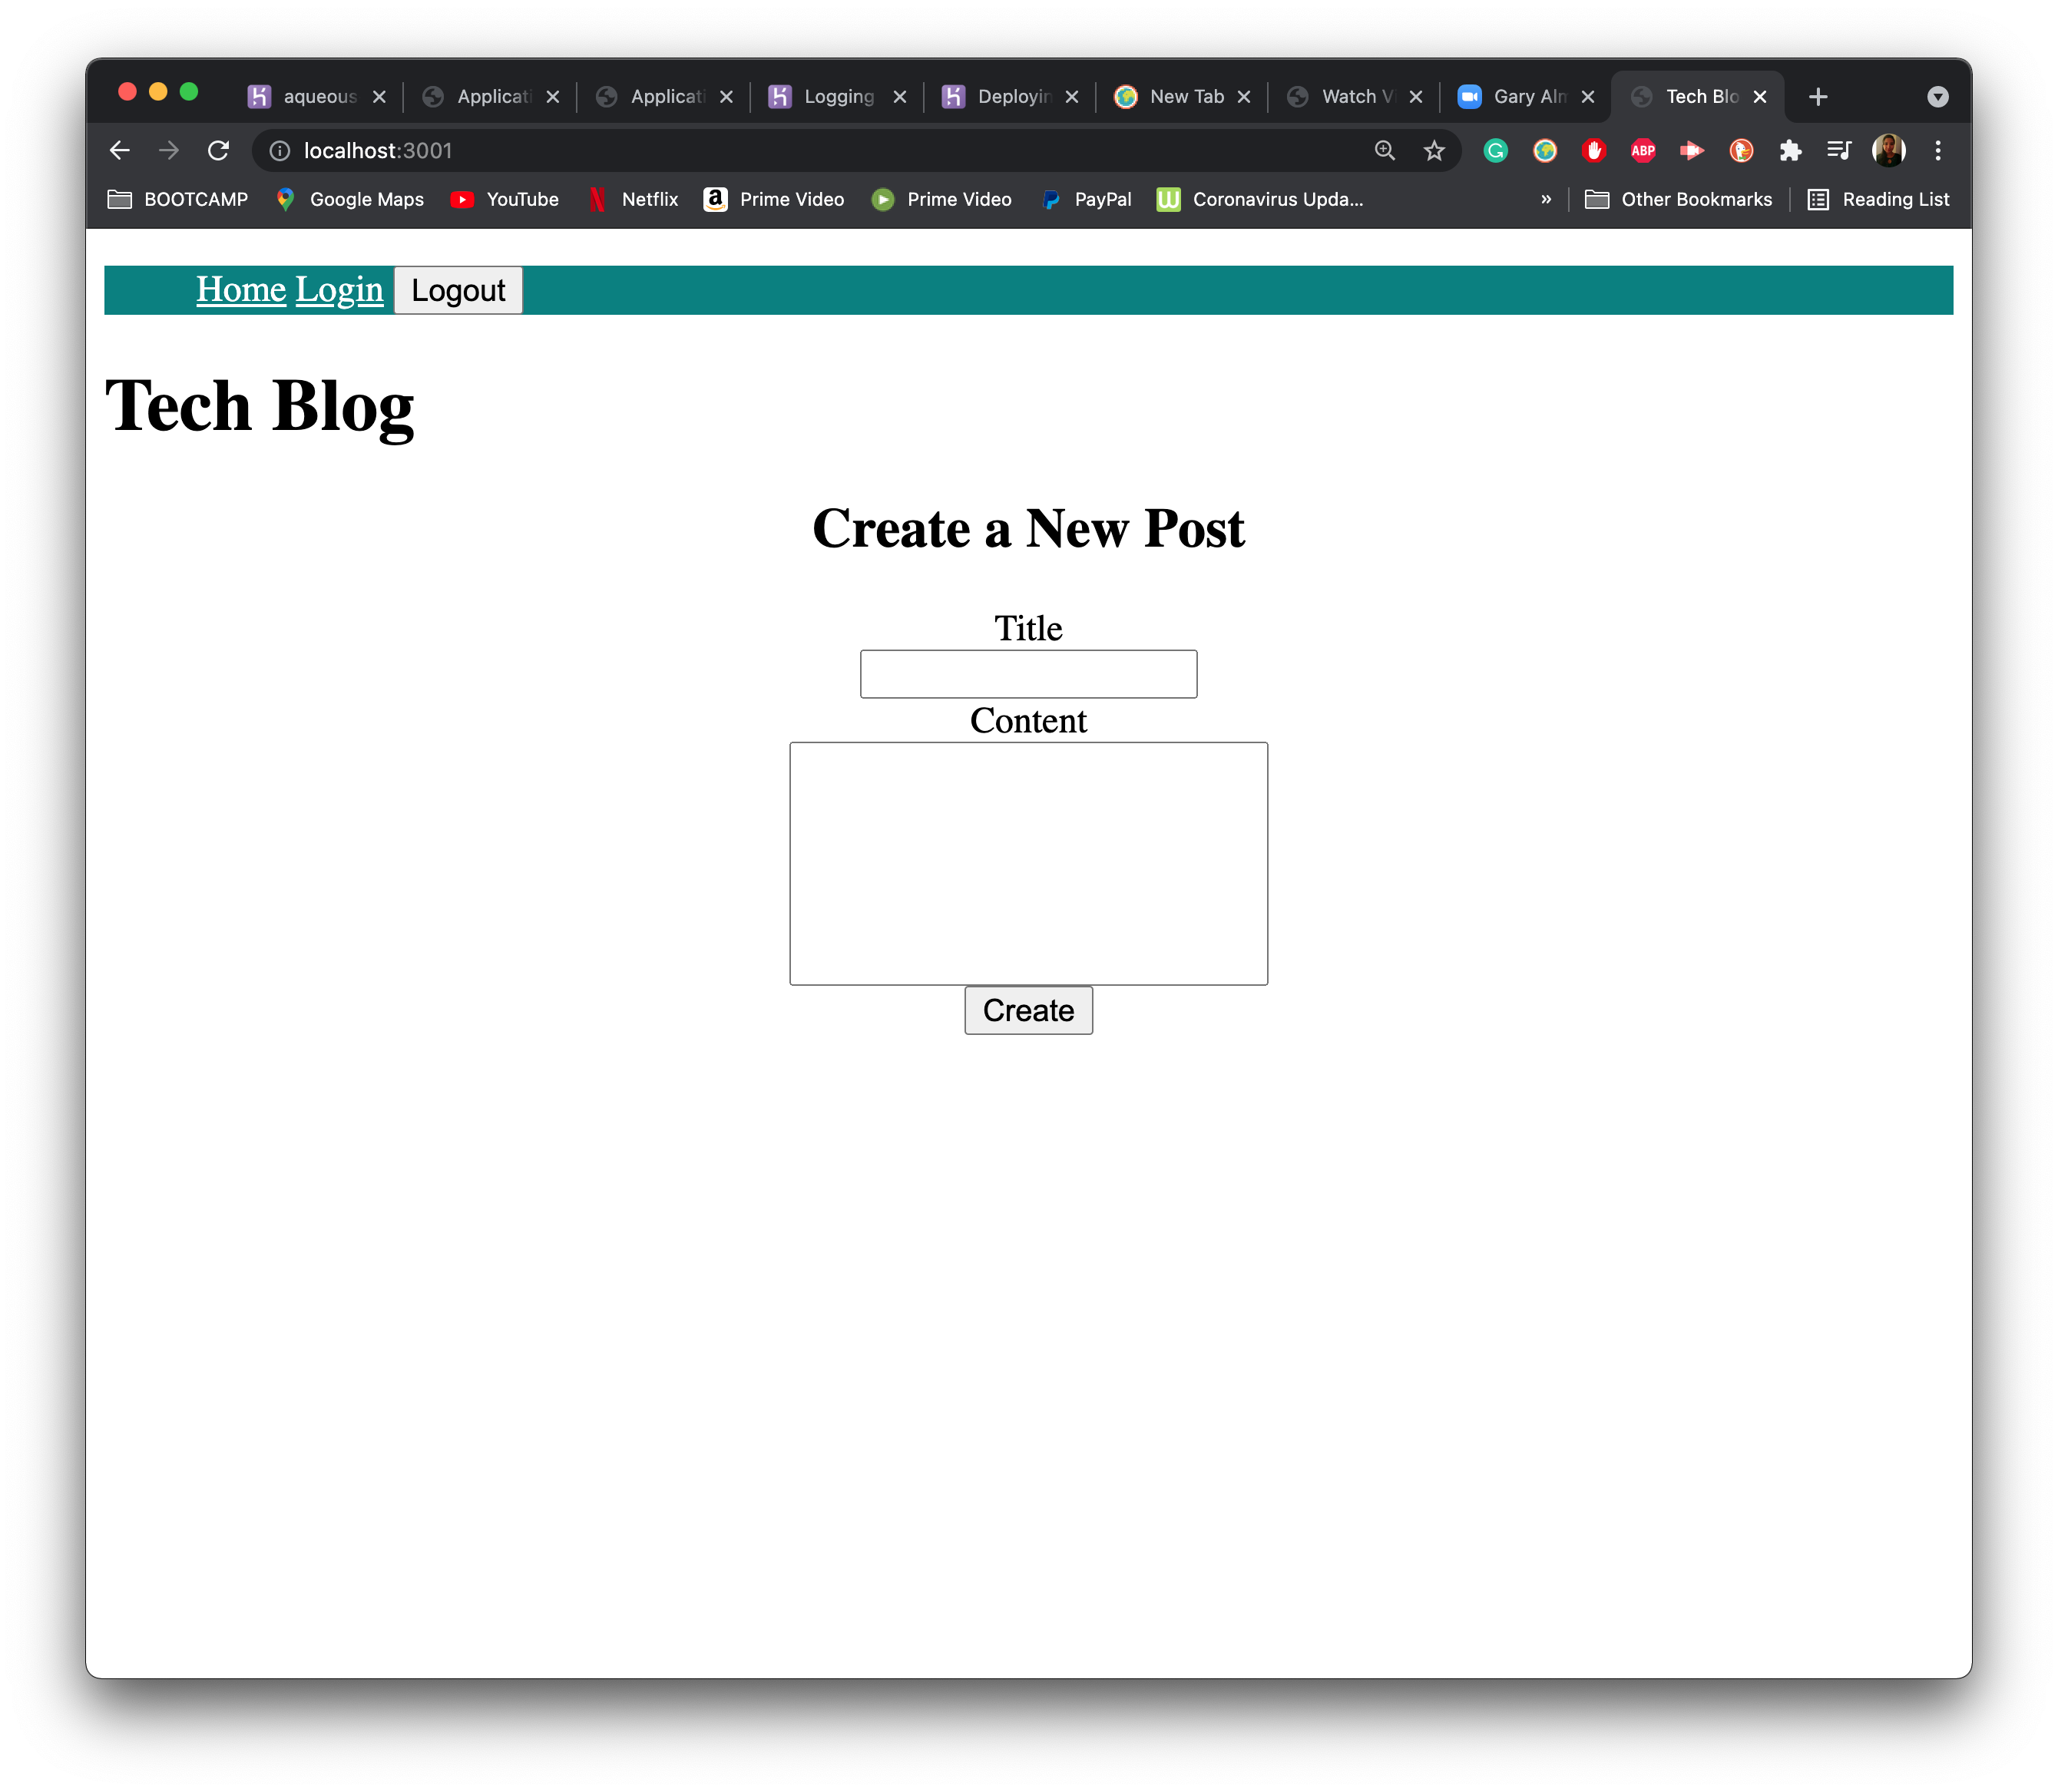 aqueous Applicati Applicati Logging Deployin New Tab Watch Vi Gary Alm Tech Blo
localhost:3001
ABP
BOOTCAMP Google Maps YouTube Netflix Prime Video Prime Video PayPal Coronavirus Upda... » Other Bookmarks Reading List
Home Login Logout
Tech Blog
Create a New Post
Title
Content
Create